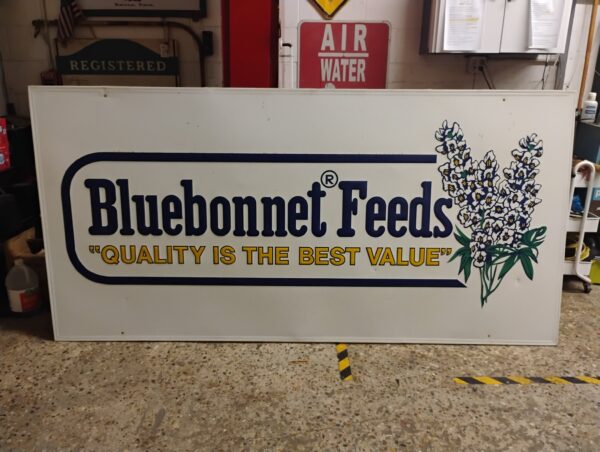 REGISTERED
AIR
WATER
Bluebonnet® Feeds
"QUALITY IS THE BEST VALUE"